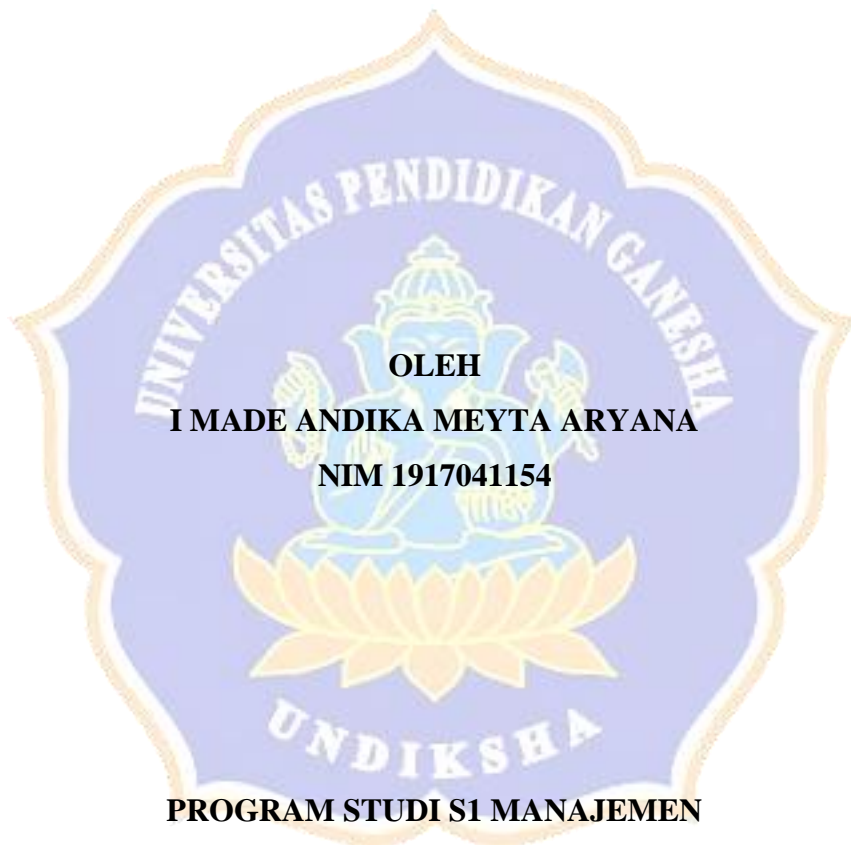 UNIVERSITAS PENDIDIKAN GANESHA
OLEH
I MADE ANDIKA MEYTA ARYANA
NIM 1917041154
UNDIKSHA
PROGRAM STUDI S1 MANAJEMEN